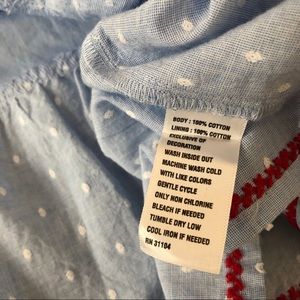 BODY : 100% COTTON
LINING : 100% COTTON
EXCLUSIVE OF
DECORATION
WASH INSIDE OUT
MACHINE WASH COLD
WITH LIKE COLORS
GENTLE CYCLE
ONLY NON CHLORINE
BLEACH IF NEEDED
TUMBLE DRY LOW
COOL IRON IF NEEDED
RN 31104